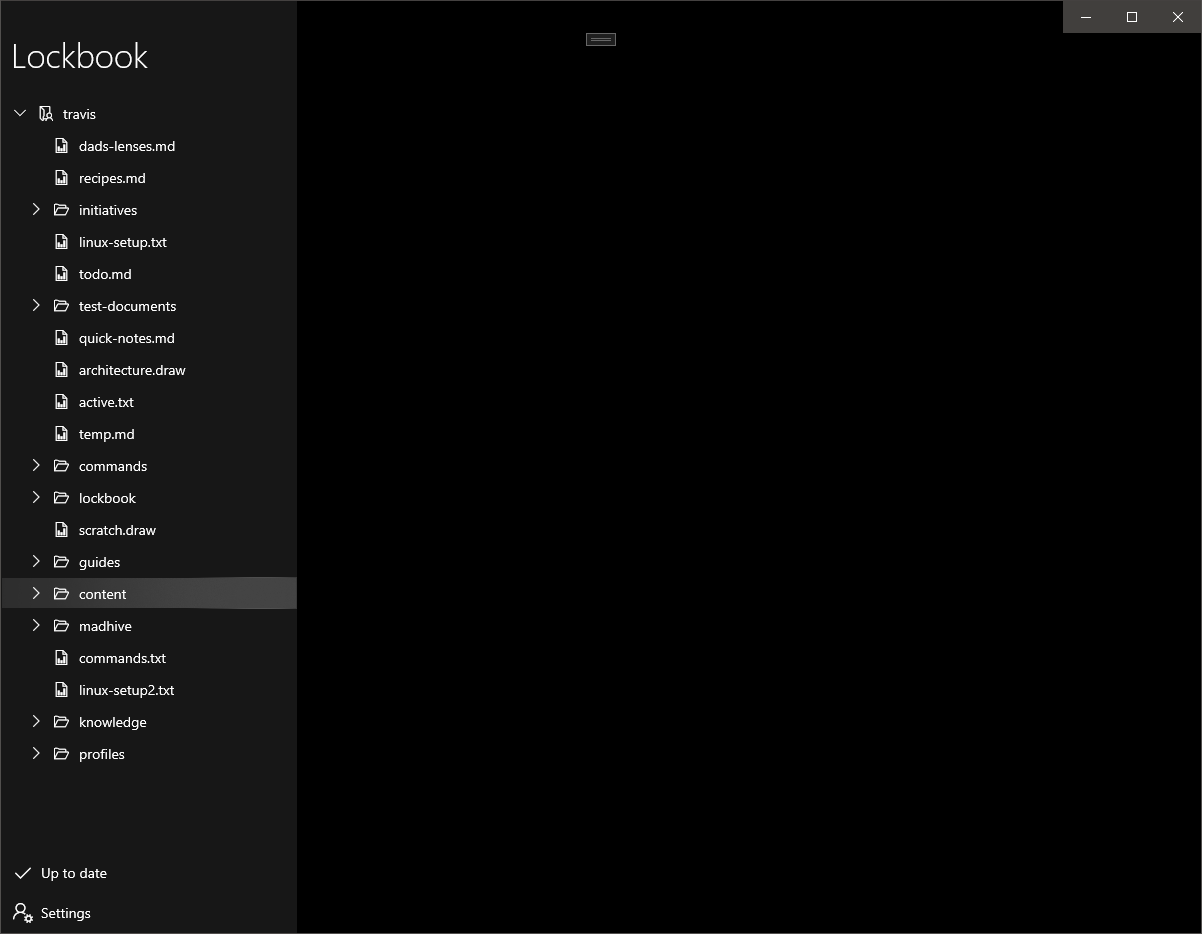 Lockbook
travis
dads-lenses.md
recipes.md
initiatives
linux-setup.txt
todo.md
test-documents
quick-notes.md
architecture.draw
active.txt
temp.md
commands
lockbook
scratch.draw
guides
content
madhive
commands.txt
linux-setup2.txt
knowledge
profiles
Up to date
Settings